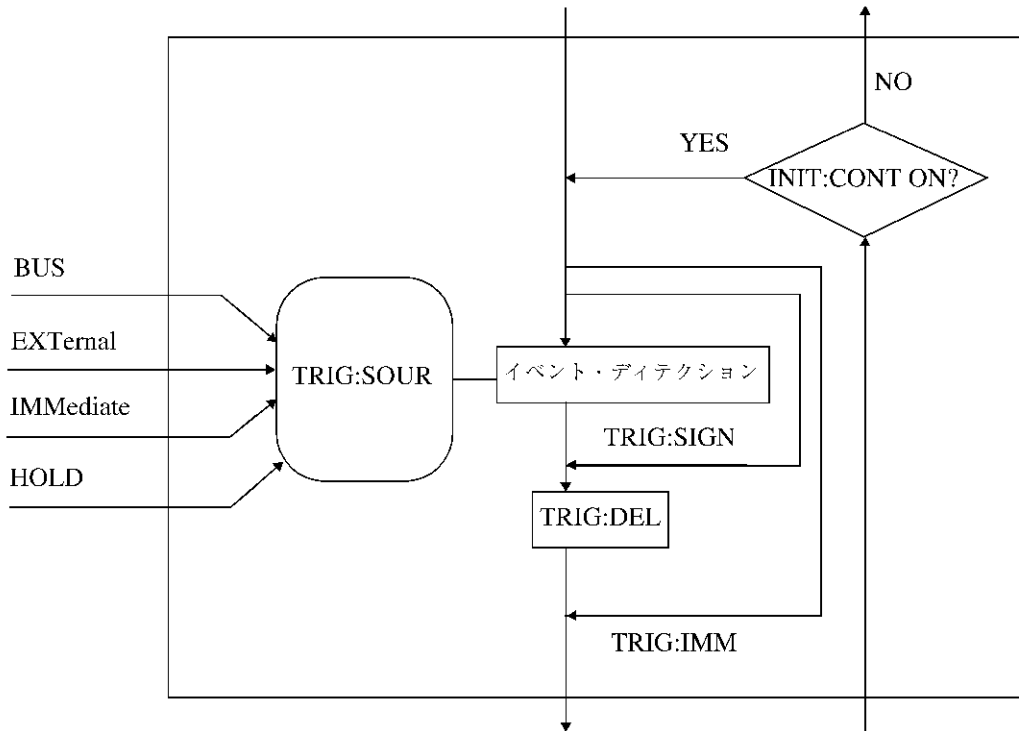 NO
YES
INIT:CONT ON?
BUS
EXTernal
IMMediate
HOLD
TRIG:SOUR
イベント・ディテクション
TRIG:SIGN
TRIG:DEL
TRIG:IMM